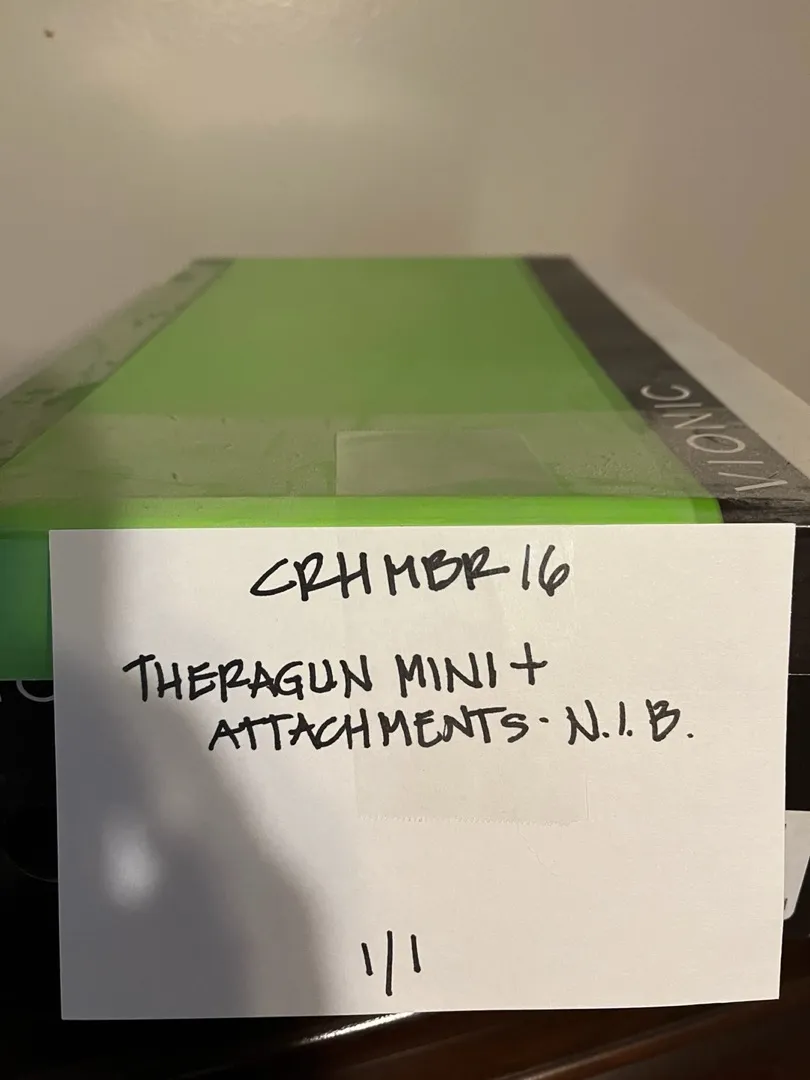 VIONIC
CRHMBR16
THERAGUN MINI +
ATTACHMENTS - N.I.B.
1/1